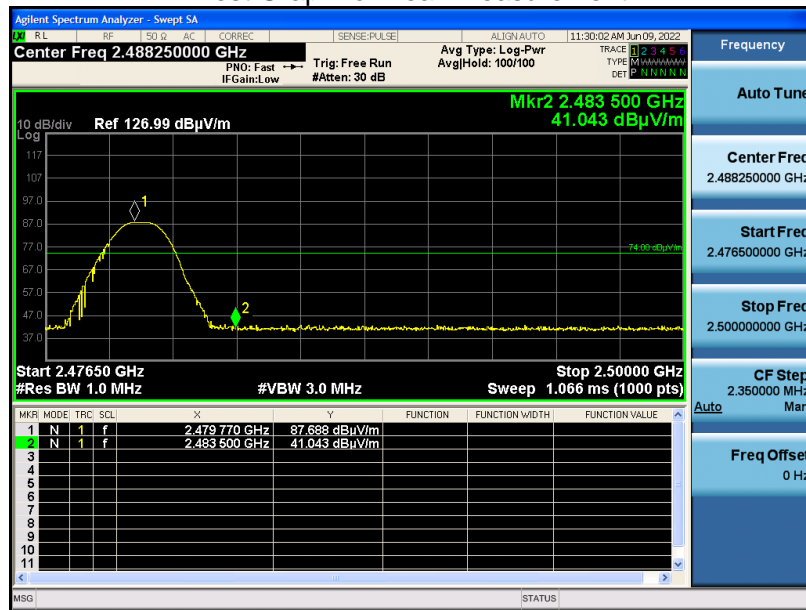 Agilent Spectrum Analyzer - Swept SA
LXI RL RF 50 Ω AC CORREC SENSE:PULSE ALIGN AUTO 11:30:02 AM Jun 09, 2022
Center Freq 2.488250000 GHz
PNO: Fast
IFGain:Low
Trig: Free Run
#Atten: 30 dB
Avg Type: Log-Pwr
Avg|Hold: 100/100
TRACE 1 2 3 4 5 6
TYPE M
DET P N N N N N
Mkr2 2.483 500 GHz
41.043 dBµV/m
10 dB/div
Log
Ref 126.99 dBµV/m
117
107
97.0
87.0
77.0
67.0
57.0
47.0
37.0
1
2
74.00 dBµV/m
Start 2.47650 GHz
Stop 2.50000 GHz
#Res BW 1.0 MHz #VBW 3.0 MHz Sweep 1.066 ms (1000 pts)
MKR MODE TRC SCL X Y FUNCTION FUNCTION WIDTH FUNCTION VALUE
1 N 1 f 2.479 770 GHz 87.688 dBµV/m
2 N 1 f 2.483 500 GHz 41.043 dBµV/m
3
4
5
6
7
8
9
10
11
MSG STATUS
Frequency
Auto Tune
Center Freq
2.488250000 GHz
Start Freq
2.476500000 GHz
Stop Freq
2.500000000 GHz
CF Step
2.350000 MHz
Auto Man
Freq Offset
0 Hz